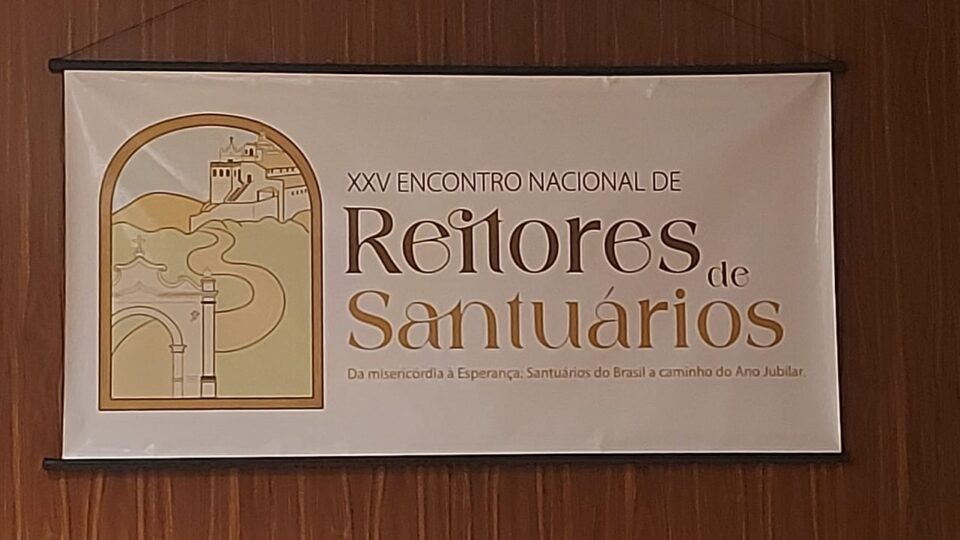 XXV ENCONTRO NACIONAL DE
Reitores de
Santuários
Da misericórdia à Esperança: Santuários do Brasil a caminho do Ano Jubilar.